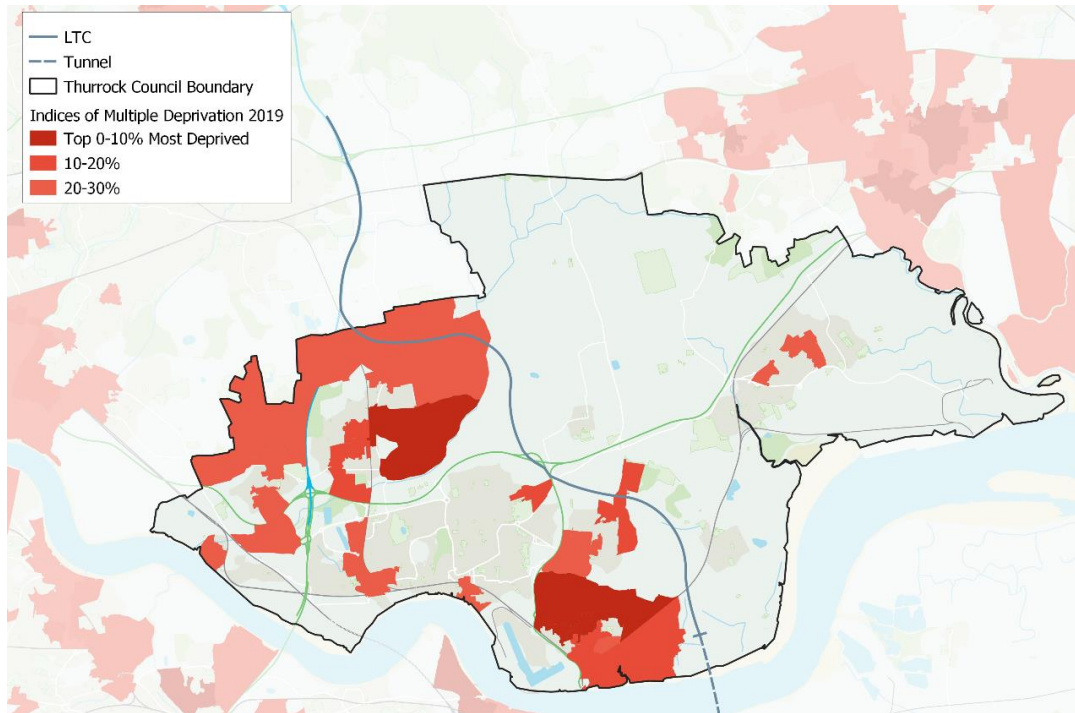 LTC
Tunnel
Thurrock Council Boundary
Indices of Multiple Deprivation 2019
Top 0-10% Most Deprived
10-20%
20-30%